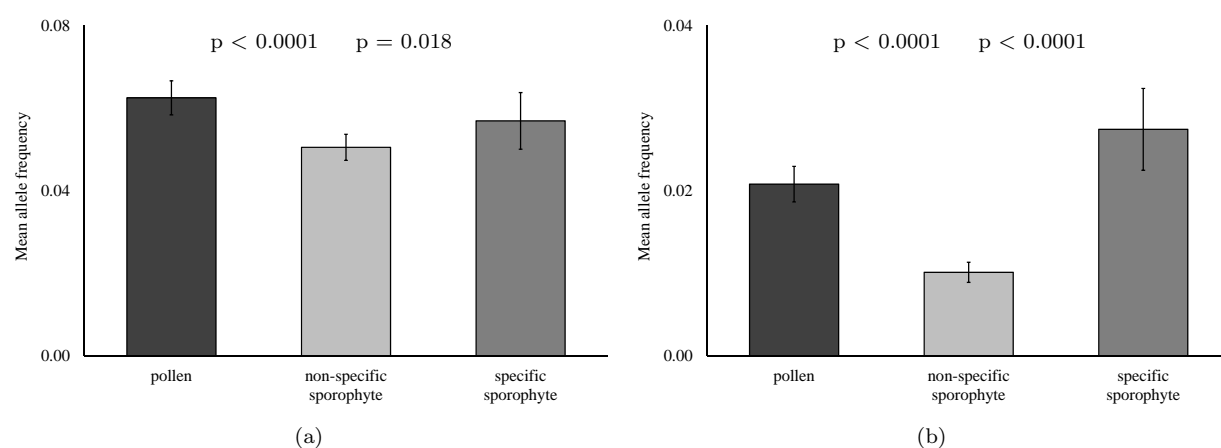 0.08
0.04
0.00
Mean allele frequency
p < 0.0001 p = 0.018
pollen
non-specific
sporophyte
specific
sporophyte
(a)
0.04
0.02
0.00
Mean allele frequency
p < 0.0001 p < 0.0001
pollen
non-specific
sporophyte
specific
sporophyte
(b)